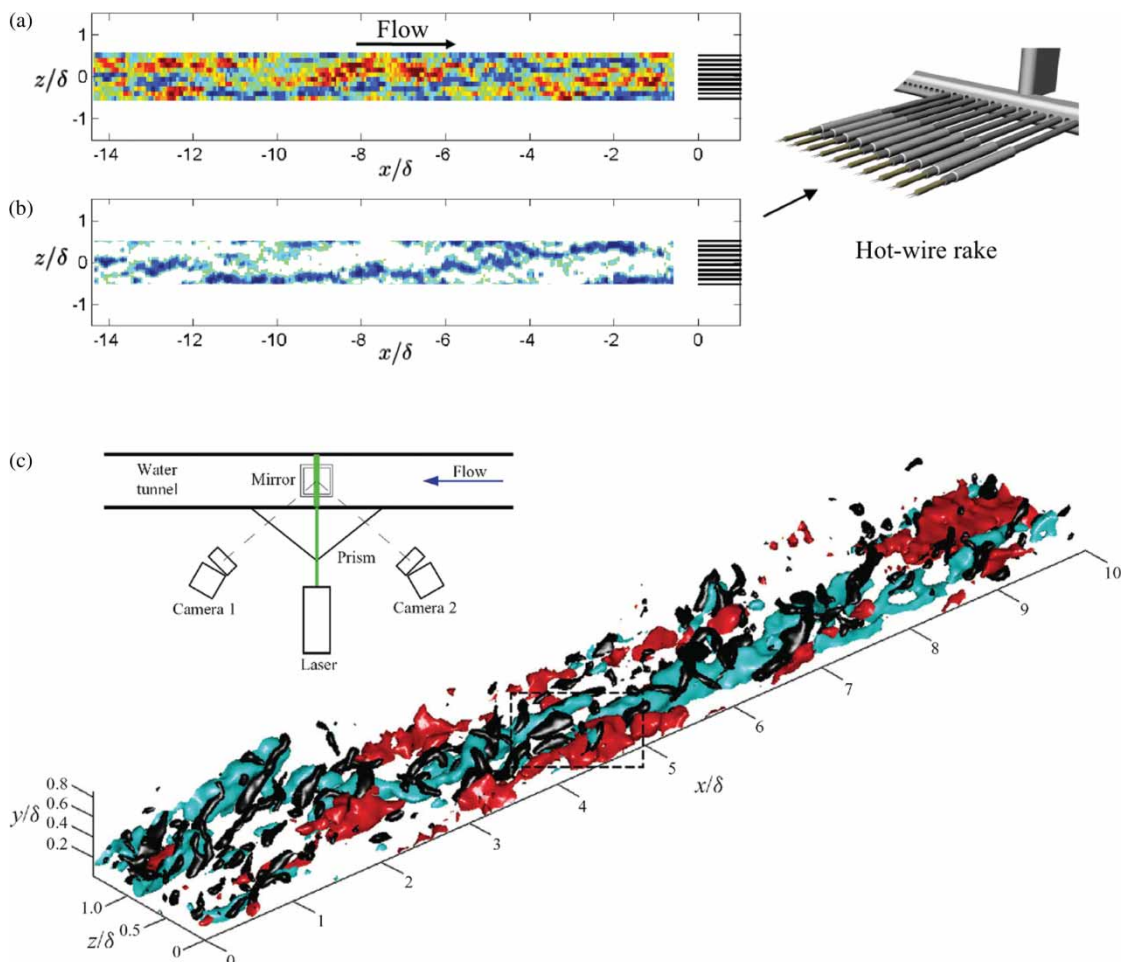 (a)
Flow
1
0
-1
z/δ
-14
-12
-10
-8
-6
-4
-2
0
x/δ
(b)
1
0
-1
z/δ
-14
-12
-10
-8
-6
-4
-2
0
x/δ
Hot-wire rake
(c)
Water
tunnel
Mirror
Flow
Prism
Camera 1
Camera 2
Laser
10
9
8
7
6
5
4
3
2
1
0
x/δ
0.8
0.6
0.4
0.2
y/δ
1.0
0.5
0
z/δ